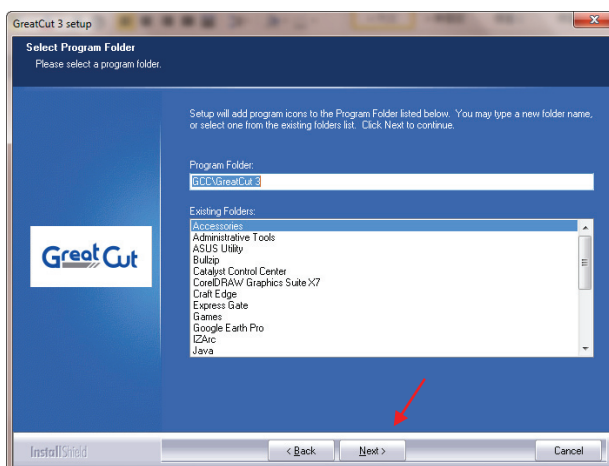 GreatCut 3 setup
Select Program Folder
Please select a program folder.
Setup will add program icons to the Program Folder listed below. You may type a new folder name,
or select one from the existing folders list. Click Next to continue.
Program Folder:
GCC\GreatCut 3
Existing Folders:
Accessories
Administrative Tools
ASUS Utility
Bullzip
Catalyst Control Center
CorelDRAW Graphics Suite X7
Craft Edge
Express Gate
Games
Google Earth Pro
IZArc
Java
Great Cut
InstallShield
< Back
Next >
Cancel